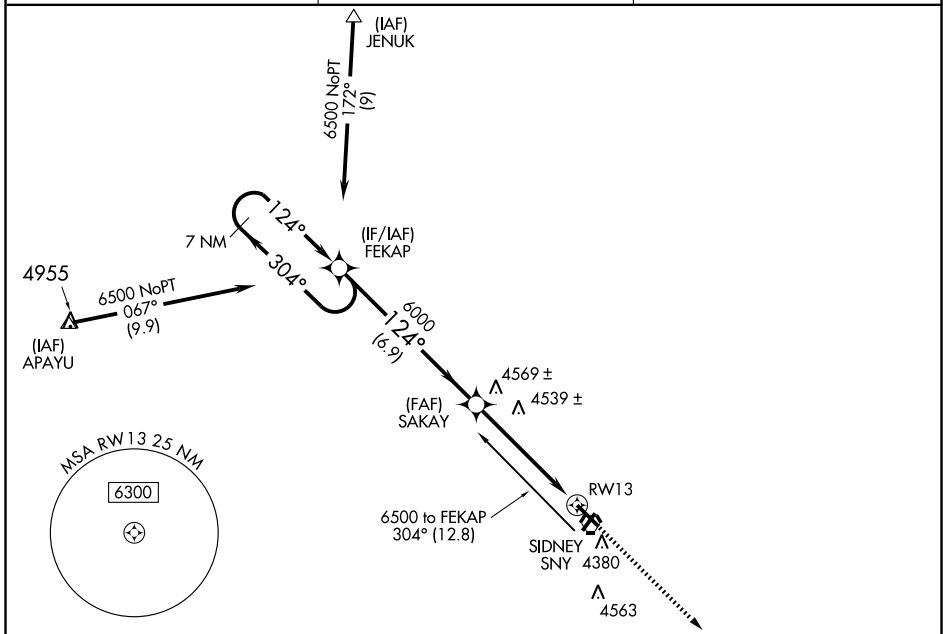 (IAF)
JENUK
6500 NoPT
172°
(9)
124°
7 NM
304°
(IF/IAF)
FEKAP
4955
6500 NoPT
067°
(9.9)
(IAF)
APAYU
6000
124°
(6.9)
4569 ±
4539 ±
(FAF)
SAKAY
MSA RW13 25 NM
6300
RW13
6500 to FEKAP
304° (12.8)
SIDNEY
SNY
4380
4563